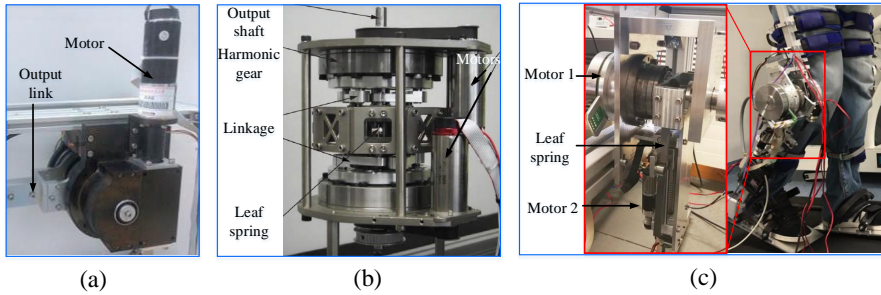 Motor
Output
link
(a)
Output
shaft
Harmonic
gear
Motors
Linkage
Leaf
spring
(b)
Motor 1
Leaf
spring
Motor 2
(c)